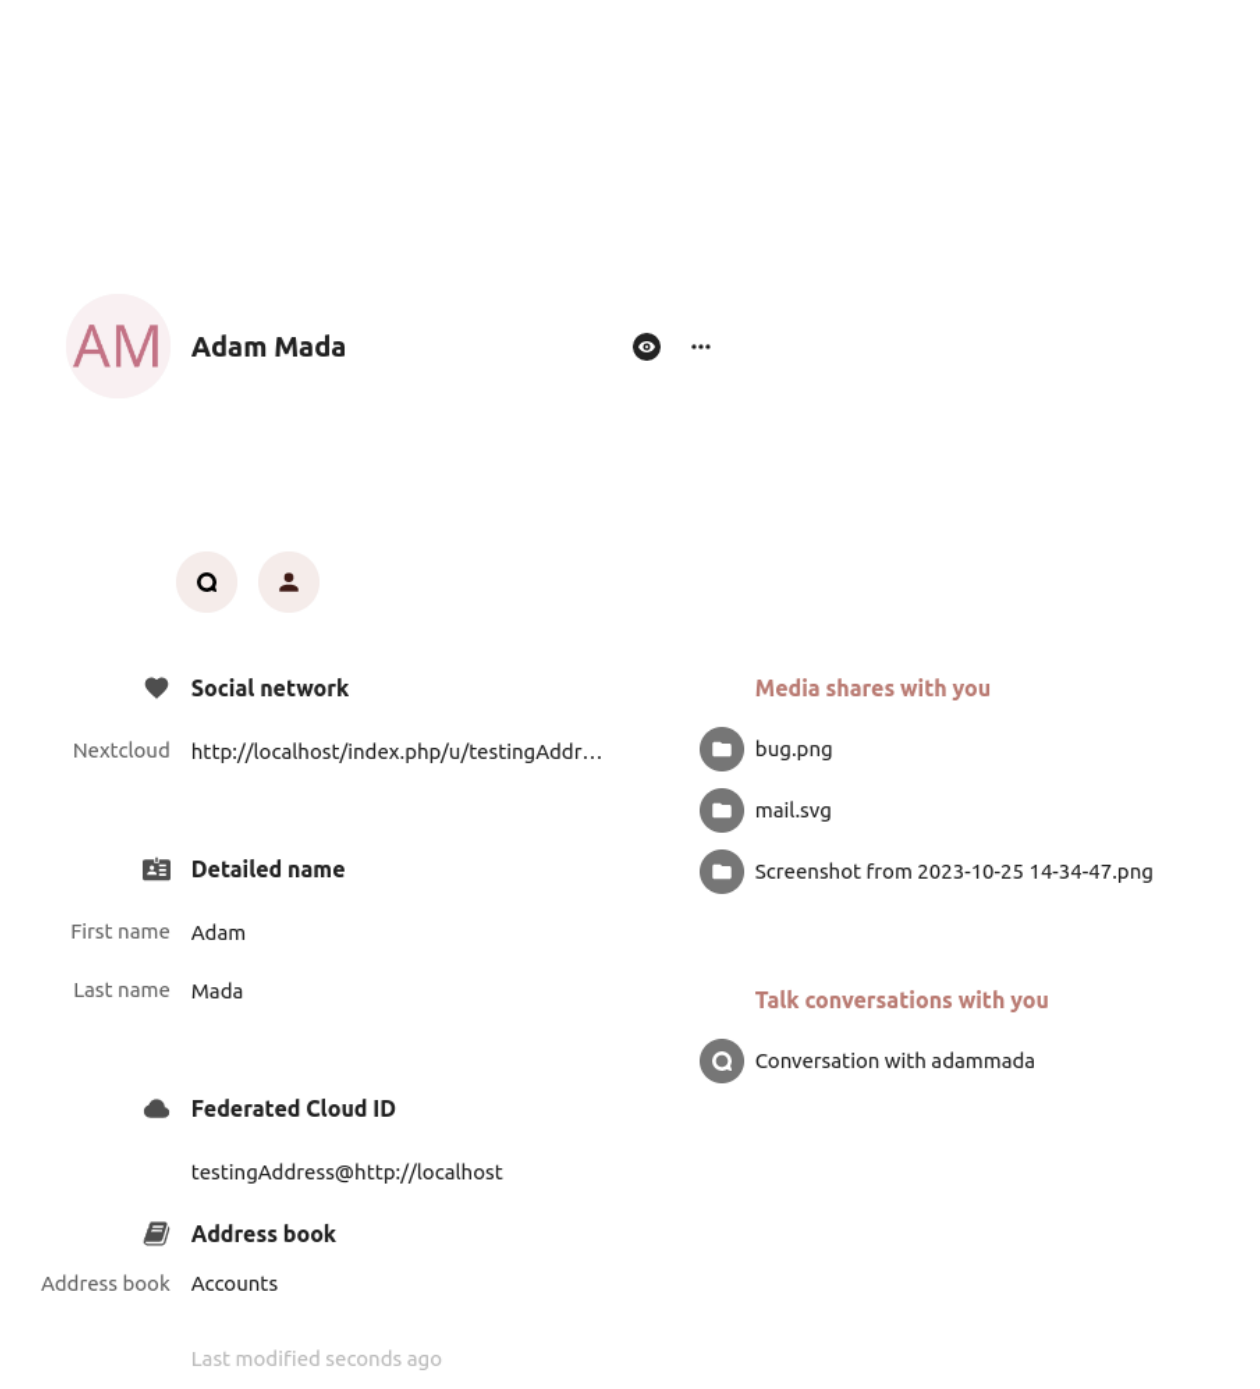 AM
Adam Mada
Social network
Nextcloud http://localhost/index.php/u/testingAddr…
Detailed name
First name Adam
Last name Mada
Federated Cloud ID
testingAddress@http://localhost
Address book
Address book Accounts
Last modified seconds ago
Media shares with you
bug.png
mail.svg
Screenshot from 2023-10-25 14-34-47.png
Talk conversations with you
Conversation with adammada